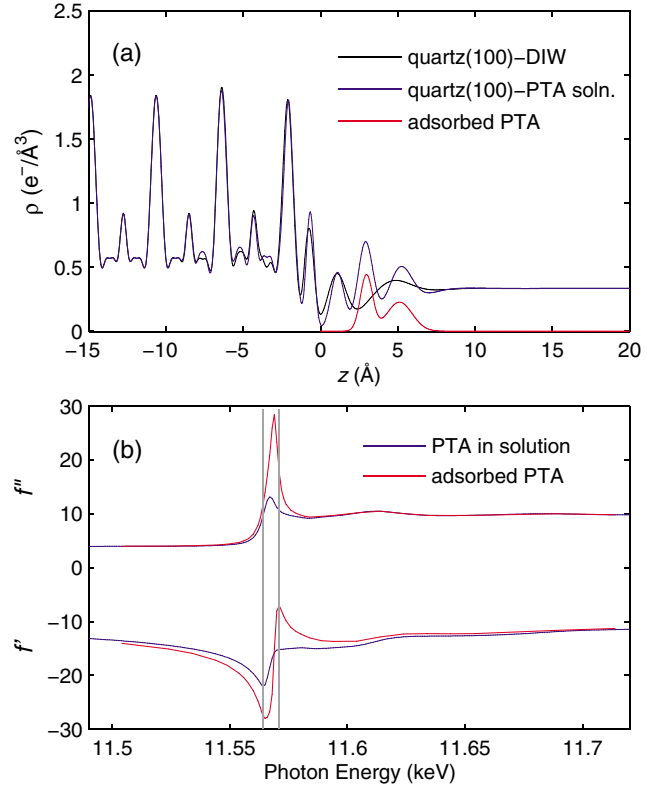 2.5
2
1.5
1
0.5
0
ρ (e⁻/Å³)
(a)
quartz(100)−DIW
quartz(100)−PTA soln.
adsorbed PTA
−15 −10 −5 0 5 10 15 20
z (Å)
30
20
10
0
−10
−20
−30
f''
f'
(b)
PTA in solution
adsorbed PTA
11.5 11.55 11.6 11.65 11.7
Photon Energy (keV)